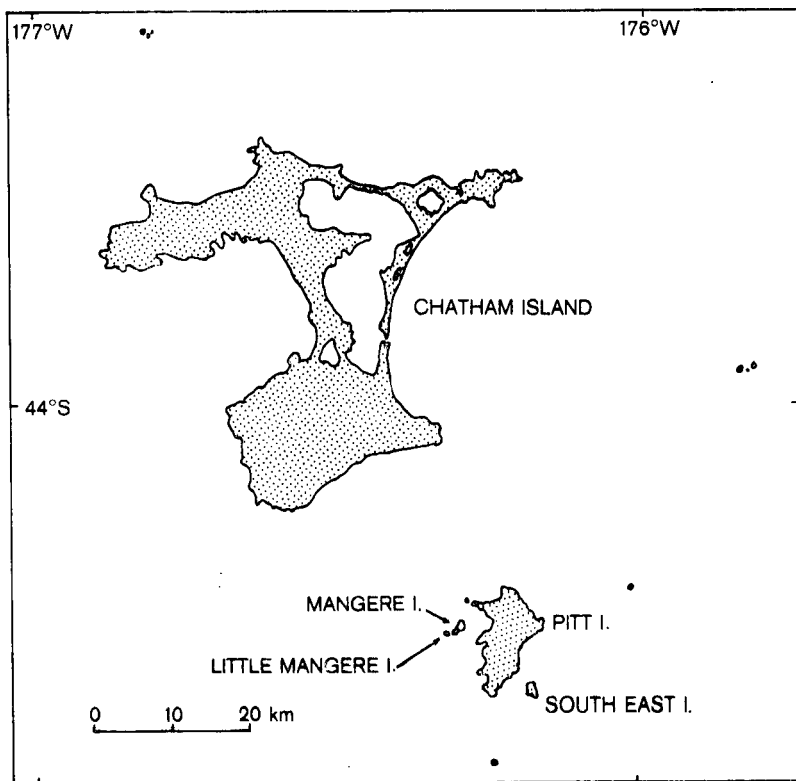 177°W
176°W
CHATHAM ISLAND
44°S
MANGERE I.
PITT I.
LITTLE MANGERE I.
SOUTH EAST I.
0 10 20 km